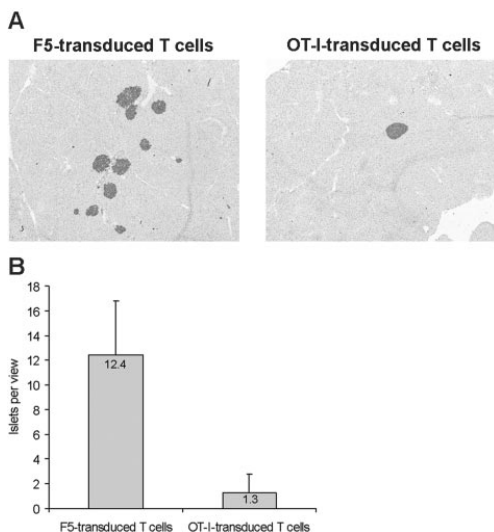 A
F5-transduced T cells OT-I-transduced T cells
B
18
16
14
12
10
8
6
4
2
0
Islets per view
12.4
1.3
F5-transduced T cells OT-I-transduced T cells